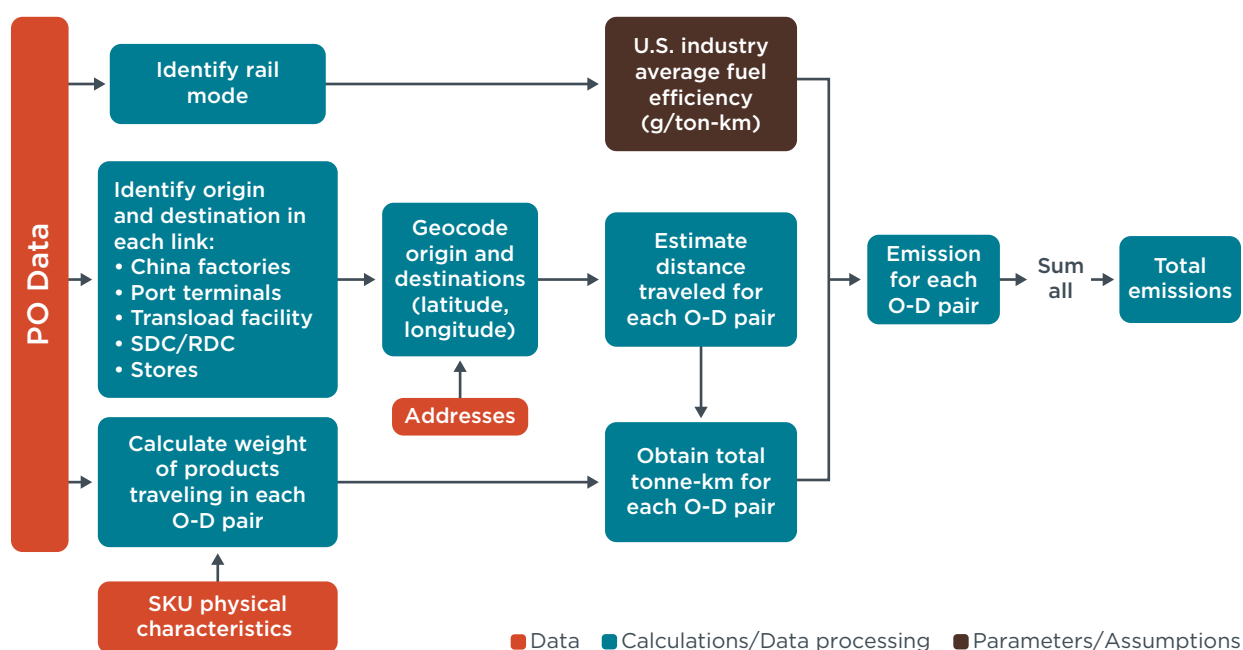 PO Data
Identify rail
mode
U.S. industry
average fuel
efficiency
(g/ton-km)
Identify origin
and destination in
each link:
• China factories
• Port terminals
• Transload facility
• SDC/RDC
• Stores
Geocode
origin and
destinations
(latitude,
longitude)
Addresses
Estimate
distance
traveled for
each O-D pair
Emission
for each
O-D pair
Sum
all
Total
emissions
Calculate weight
of products
traveling in each
O-D pair
Obtain total
tonne-km for
each O-D pair
SKU physical
characteristics
Data
Calculations/Data processing
Parameters/Assumptions